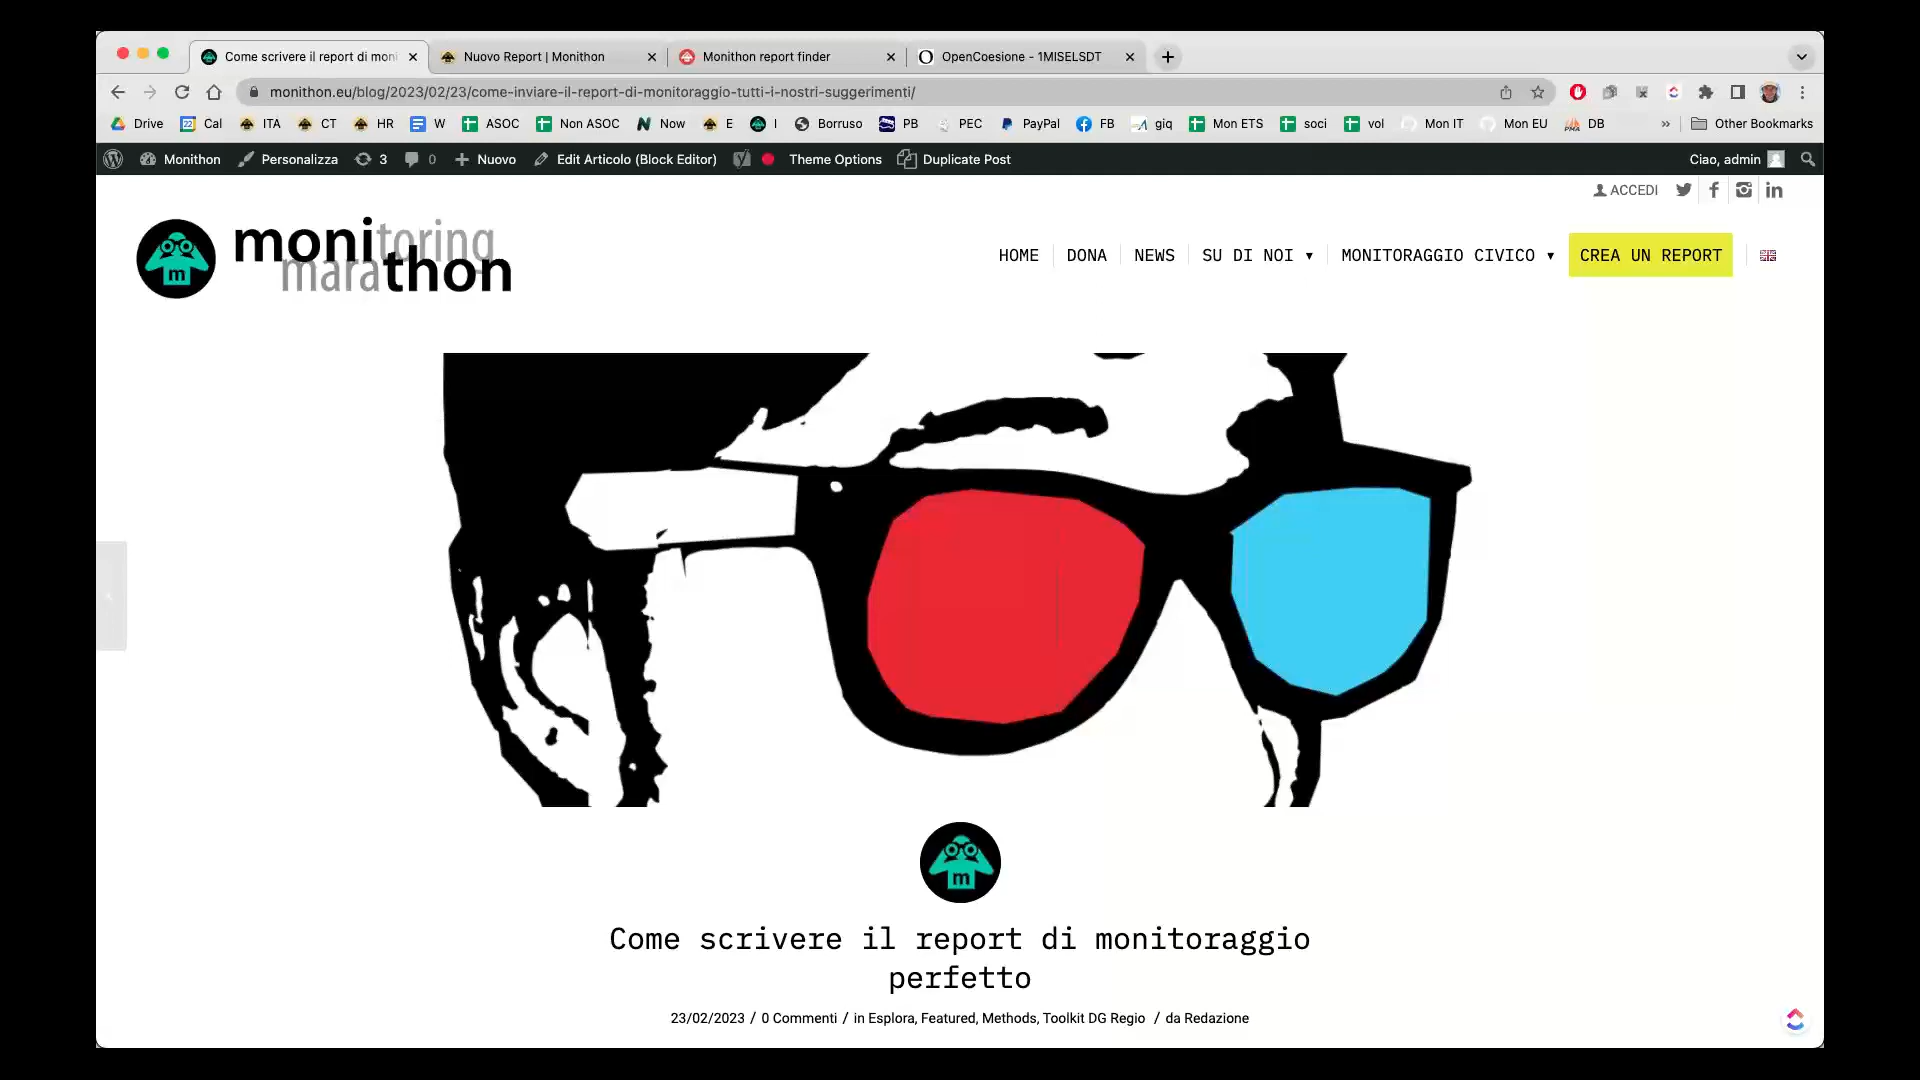 Come scrivere il report di moni
Nuovo Report | Monithon
Monithon report finder
OpenCoesione - 1MISELSDT
monithon.eu/blog/2023/02/23/come-inviare-il-report-di-monitoraggio-tutti-i-nostri-suggerimenti/
Drive 22 Cal ITA CT HR W ASOC Non ASOC Now E I Borruso PB PEC PayPal FB giq Mon ETS soci vol Mon IT Mon EU PMA DB » Other Bookmarks
Monithon Personalizza 3 0 Nuovo Edit Articolo (Block Editor) Theme Options Duplicate Post Ciao, admin
ACCEDI
m
monitoring
marathon
HOME DONA NEWS SU DI NOI ▾ MONITORAGGIO CIVICO ▾ CREA UN REPORT
m
Come scrivere il report di monitoraggio
perfetto
23/02/2023 / 0 Commenti / in Esplora, Featured, Methods, Toolkit DG Regio / da Redazione